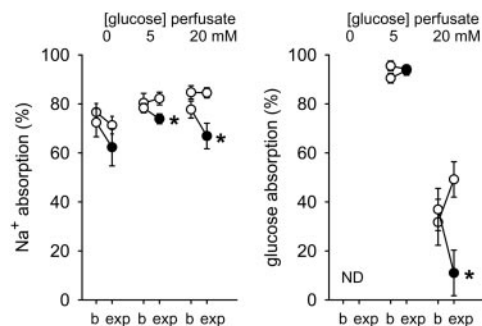 [glucose] perfusate
0 5 20 mM
Na+ absorption (%)
100
80
60
40
20
0
*
*
b exp b exp b exp
[glucose] perfusate
0 5 20 mM
glucose absorption (%)
100
80
60
40
20
0
ND
*
b exp b exp b exp